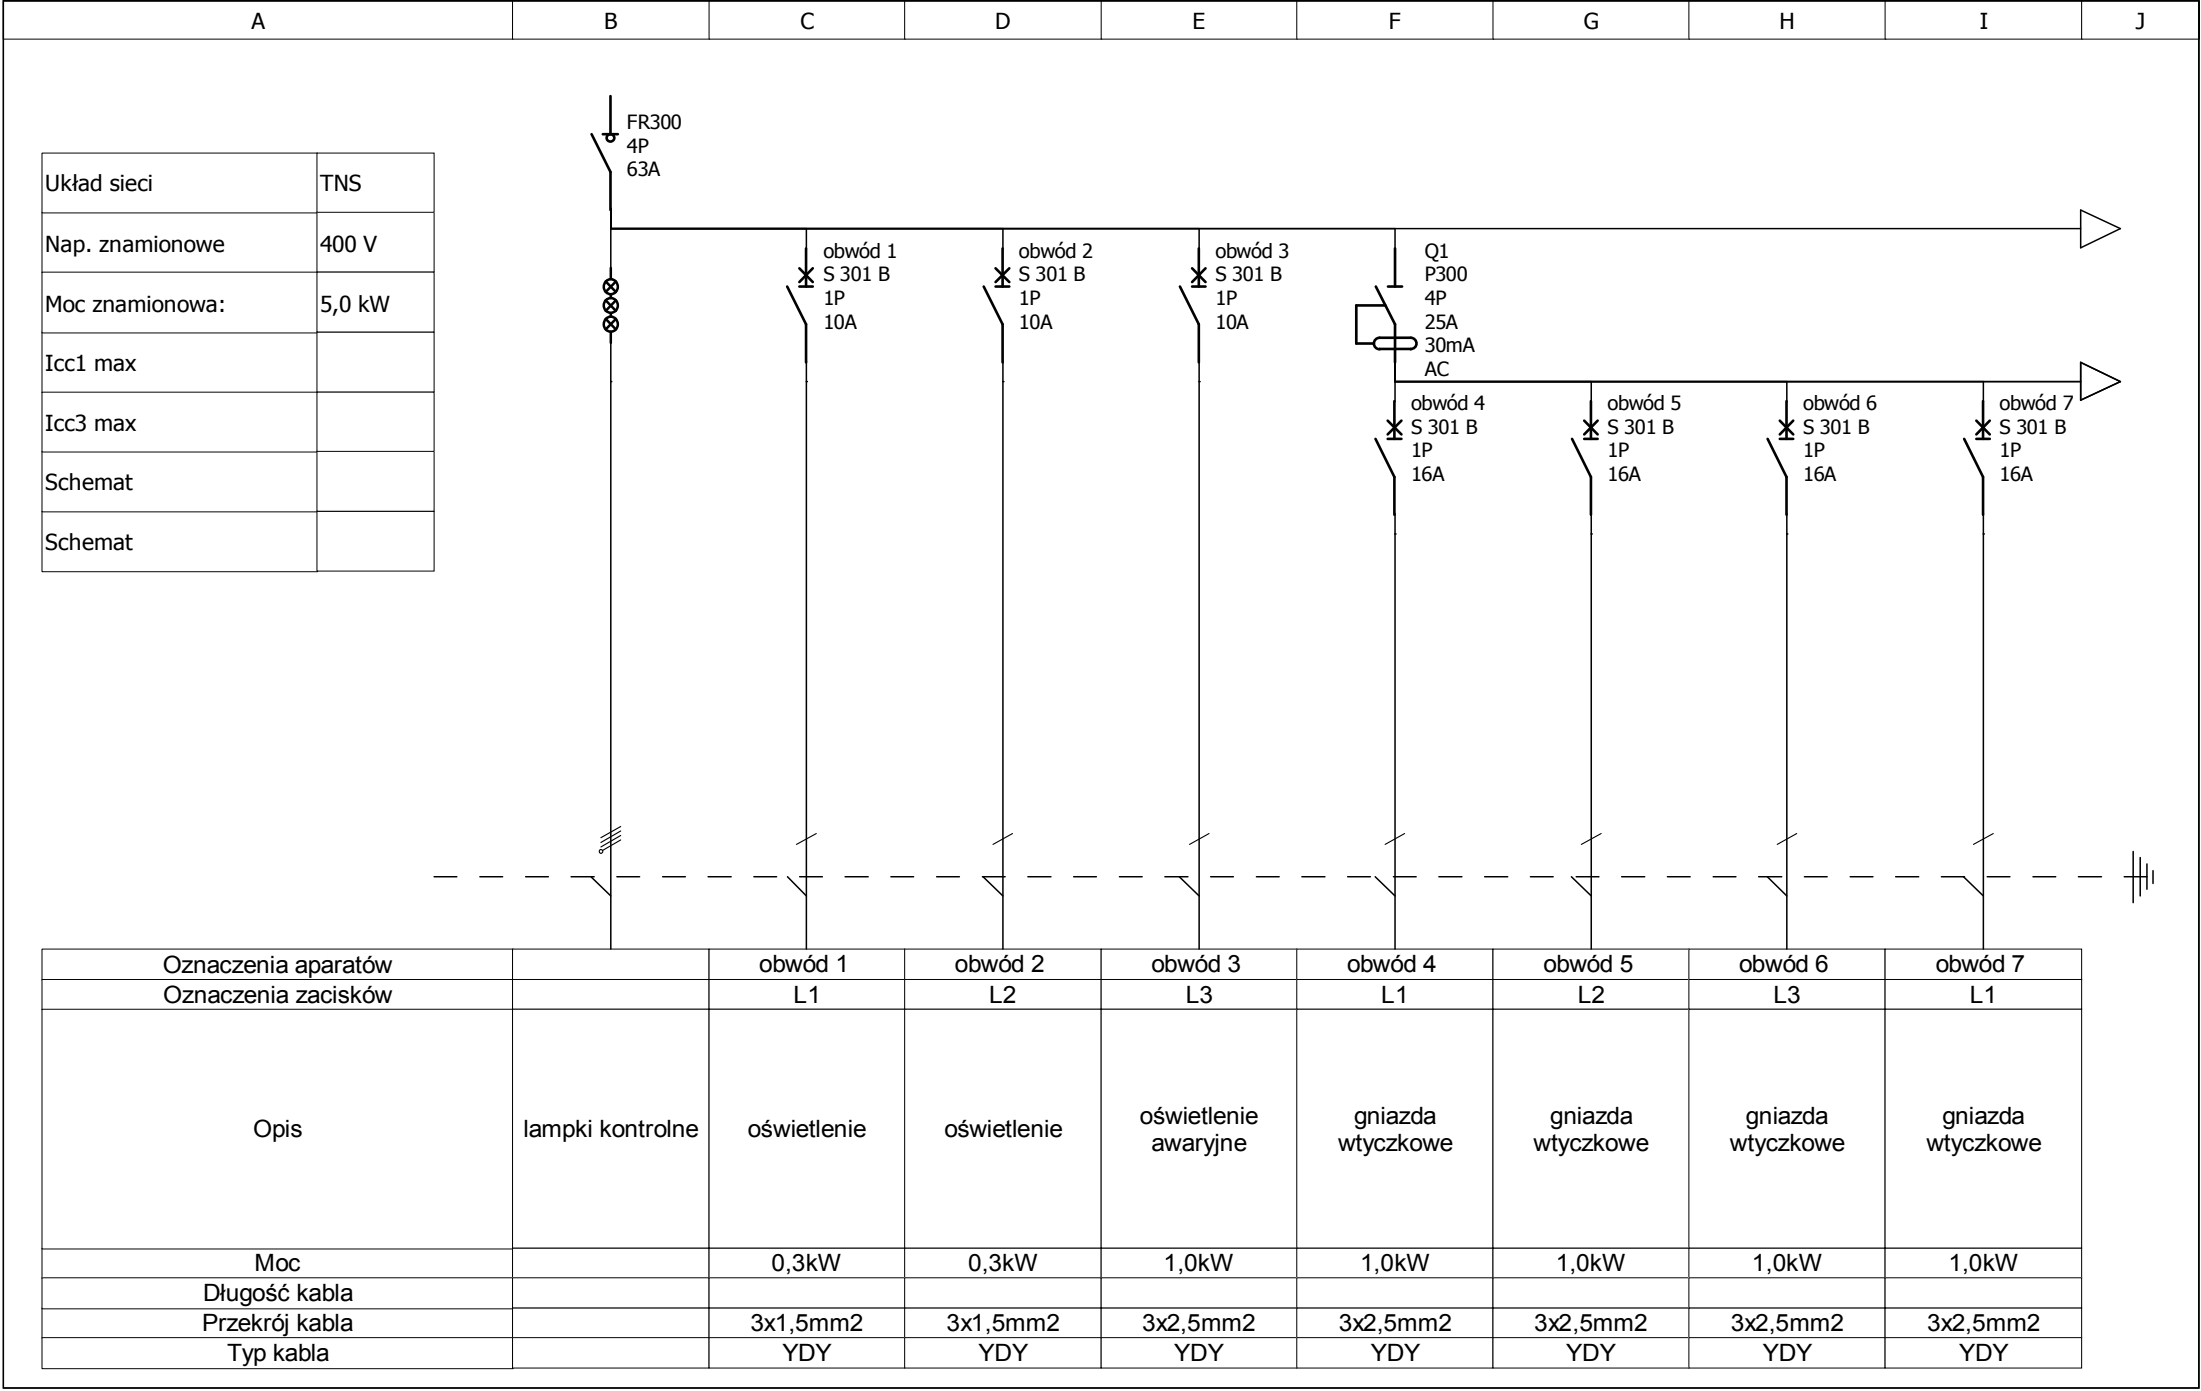 A B C D E F G H I J
FR300
4P
63A
Układ sieci TNS
Nap. znamionowe 400 V
Moc znamionowa: 5,0 kW
Icc1 max
Icc3 max
Schemat
Schemat
obwód 1
S 301 B
1P
10A
obwód 2
S 301 B
1P
10A
obwód 3
S 301 B
1P
10A
Q1
P300
4P
25A
30mA
AC
obwód 4
S 301 B
1P
16A
obwód 5
S 301 B
1P
16A
obwód 6
S 301 B
1P
16A
obwód 7
S 301 B
1P
16A
Oznaczenia aparatów obwód 1 obwód 2 obwód 3 obwód 4 obwód 5 obwód 6 obwód 7
Oznaczenia zacisków L1 L2 L3 L1 L2 L3 L1
Opis
lampki kontrolne
oświetlenie
oświetlenie
oświetlenie
awaryjne
gniazda
wtyczkowe
gniazda
wtyczkowe
gniazda
wtyczkowe
gniazda
wtyczkowe
Moc 0,3kW 0,3kW 1,0kW 1,0kW 1,0kW 1,0kW 1,0kW
Długość kabla
Przekrój kabla 3x1,5mm2 3x1,5mm2 3x2,5mm2 3x2,5mm2 3x2,5mm2 3x2,5mm2 3x2,5mm2
Typ kabla YDY YDY YDY YDY YDY YDY YDY